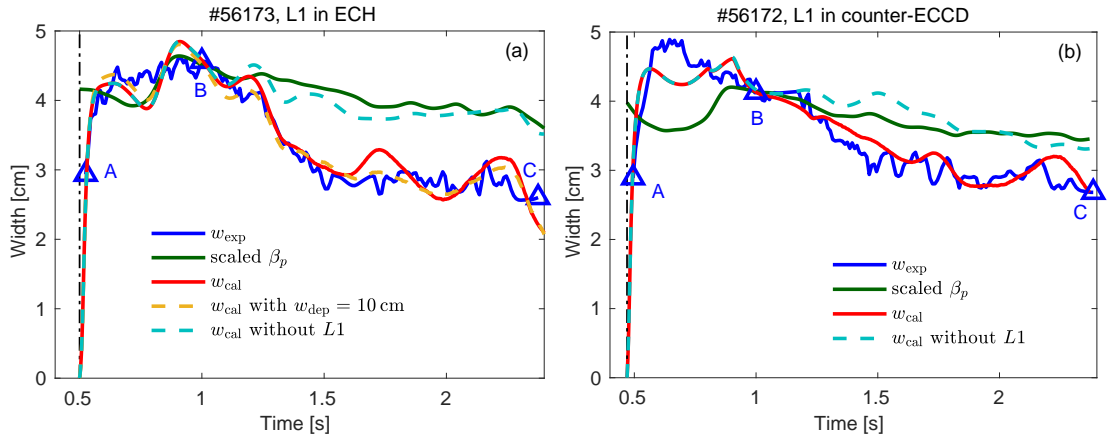 #56173, L1 in ECH
(a)
Width [cm]
5
4
3
2
1
0
A
B
C
w_exp
scaled β_p
w_cal
w_cal with w_dep = 10 cm
w_cal without L1
0.5
1
1.5
2
Time [s]
#56172, L1 in counter-ECCD
(b)
Width [cm]
5
4
3
2
1
0
A
B
C
w_exp
scaled β_p
w_cal
w_cal without L1
0.5
1
1.5
2
Time [s]